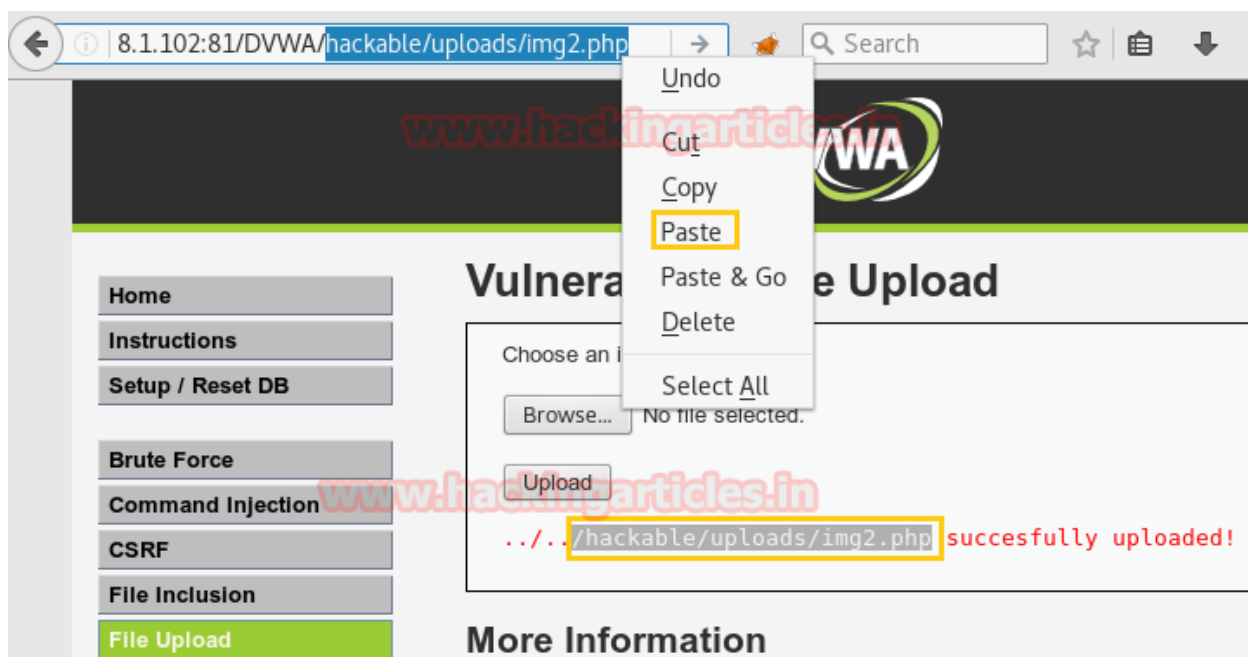 8.1.102:81/DVWA/hackable/uploads/img2.php
Search
Undo
Cut
Copy
Paste
Paste & Go
Delete
Select All
www.hackingarticles.in
WA
Home
Instructions
Setup / Reset DB
Brute Force
Command Injection
CSRF
File Inclusion
File Upload
Vulnera e Upload
Choose an i
Browse... No file selected.
Upload
www.hackingarticles.in
../../hackable/uploads/img2.php succesfully uploaded!
More Information